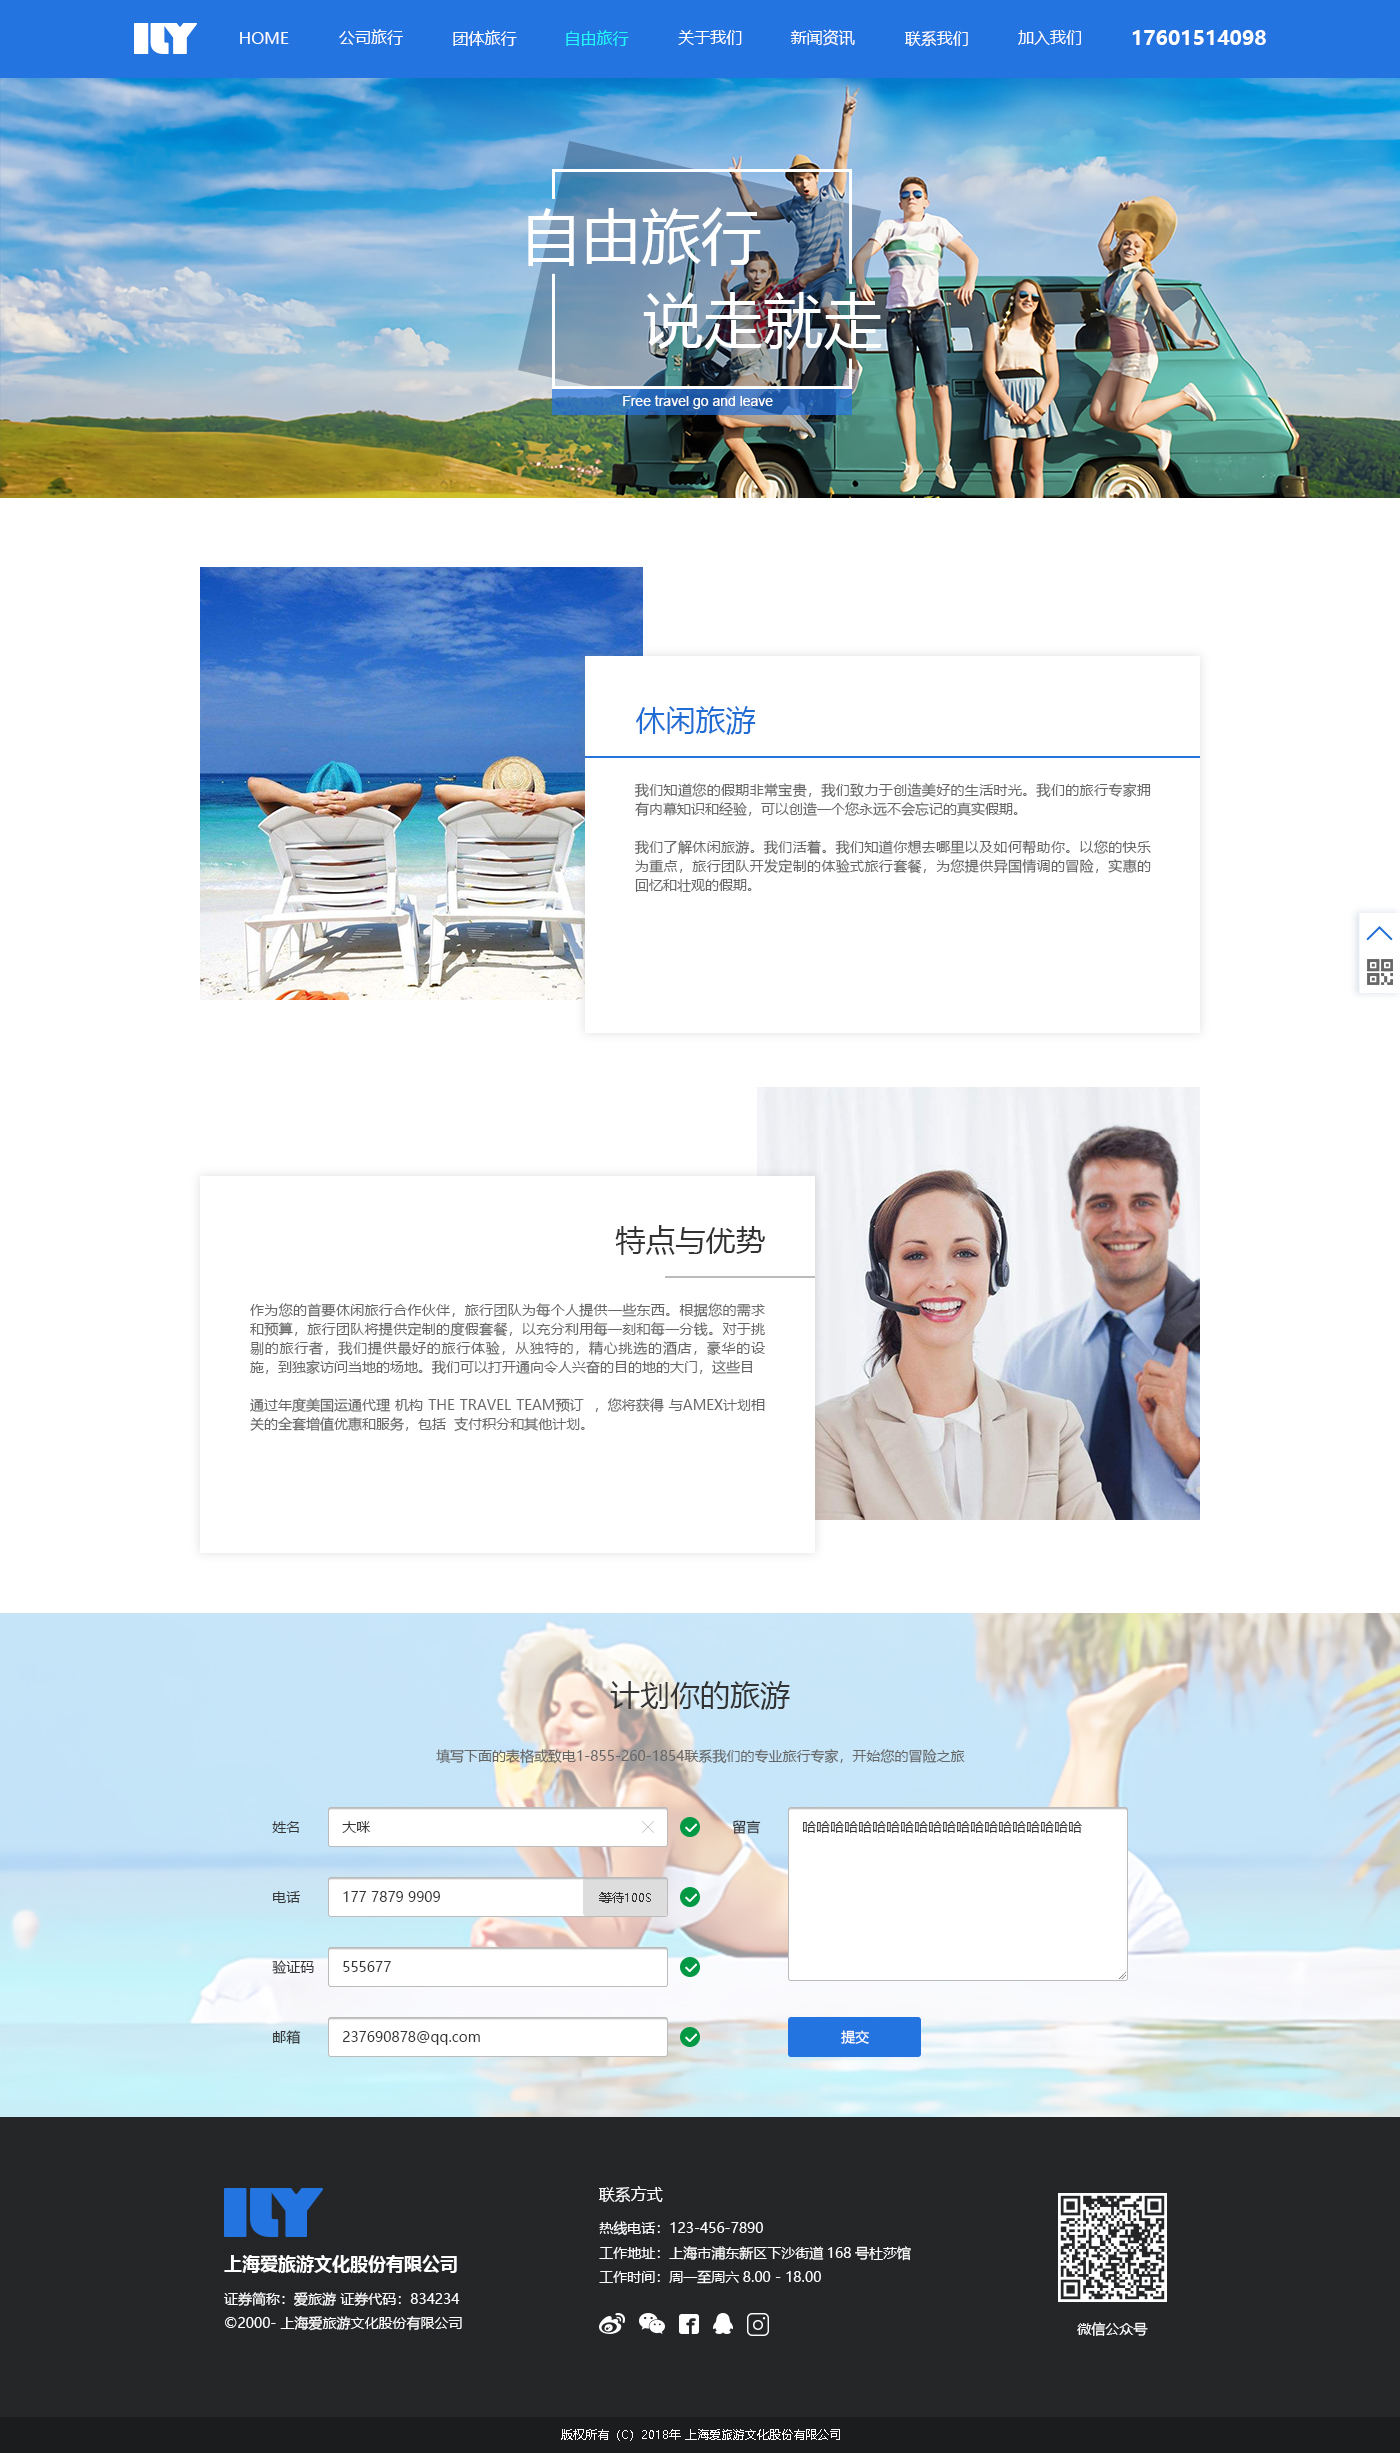 ILY
HOME
公司旅行
团体旅行
自由旅行
关于我们
新闻资讯
联系我们
加入我们
17601514098
自由旅行
说走就走
Free travel go and leave
休闲旅游
我们知道您的假期非常宝贵，我们致力于创造美好的生活时光。我们的旅行专家拥
有内幕知识和经验，可以创造一个您永远不会忘记的真实假期。
我们了解休闲旅游。我们活着。我们知道你想去哪里以及如何帮助你。以您的快乐
为重点，旅行团队开发定制的体验式旅行套餐，为您提供异国情调的冒险，实惠的
回忆和壮观的假期。
特点与优势
作为您的首要休闲旅行合作伙伴，旅行团队为每个人提供一些东西。根据您的需求
和预算，旅行团队将提供定制的度假套餐，以充分利用每一刻和每一分钱。对于挑
剔的旅行者，我们提供最好的旅行体验，从独特的，精心挑选的酒店，豪华的设
施，到独家访问当地的场地。我们可以打开通向令人兴奋的目的地的大门，这些目
通过年度美国运通代理 机构 THE TRAVEL TEAM预订 ，您将获得 与AMEX计划相
关的全套增值优惠和服务，包括 支付积分和其他计划。
计划你的旅游
填写下面的表格或致电1-855-260-1854联系我们的专业旅行专家，开始您的冒险之旅
姓名
大咪
电话
177 7879 9909
等待100S
验证码
555677
邮箱
237690878@qq.com
留言
哈哈哈哈哈哈哈哈哈哈哈哈哈哈哈哈哈哈哈哈
提交
ILY
上海爱旅游文化股份有限公司
证券简称：爱旅游 证券代码：834234
©2000- 上海爱旅游文化股份有限公司
联系方式
热线电话：123-456-7890
工作地址：上海市浦东新区下沙街道 168 号杜莎馆
工作时间：周一至周六 8.00 - 18.00
微信公众号
版权所有（C）2018年 上海爱旅游文化股份有限公司